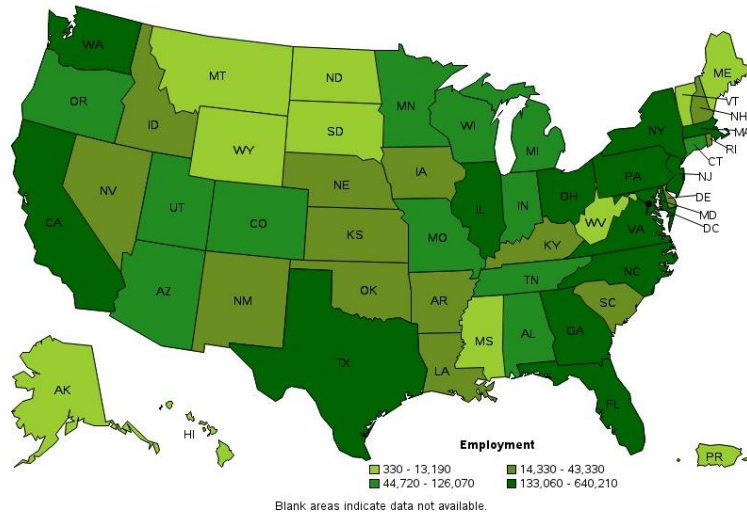 WA
ME
MT
ND
VT
MN
OR
NH
ID
WI
NY
MA
SD
MI
RI
WY
CT
IA
PA
NJ
NV
NE
OH
DE
IL
IN
UT
MD
CO
WV
CA
VA
DC
KS
MO
KY
NC
TN
AZ
OK
NM
AR
SC
MS
AL
GA
TX
LA
AK
FL
HI
Employment
PR
330 - 13,190
14,330 - 43,330
44,720 - 126,070
133,060 - 640,210
Blank areas indicate data not available.